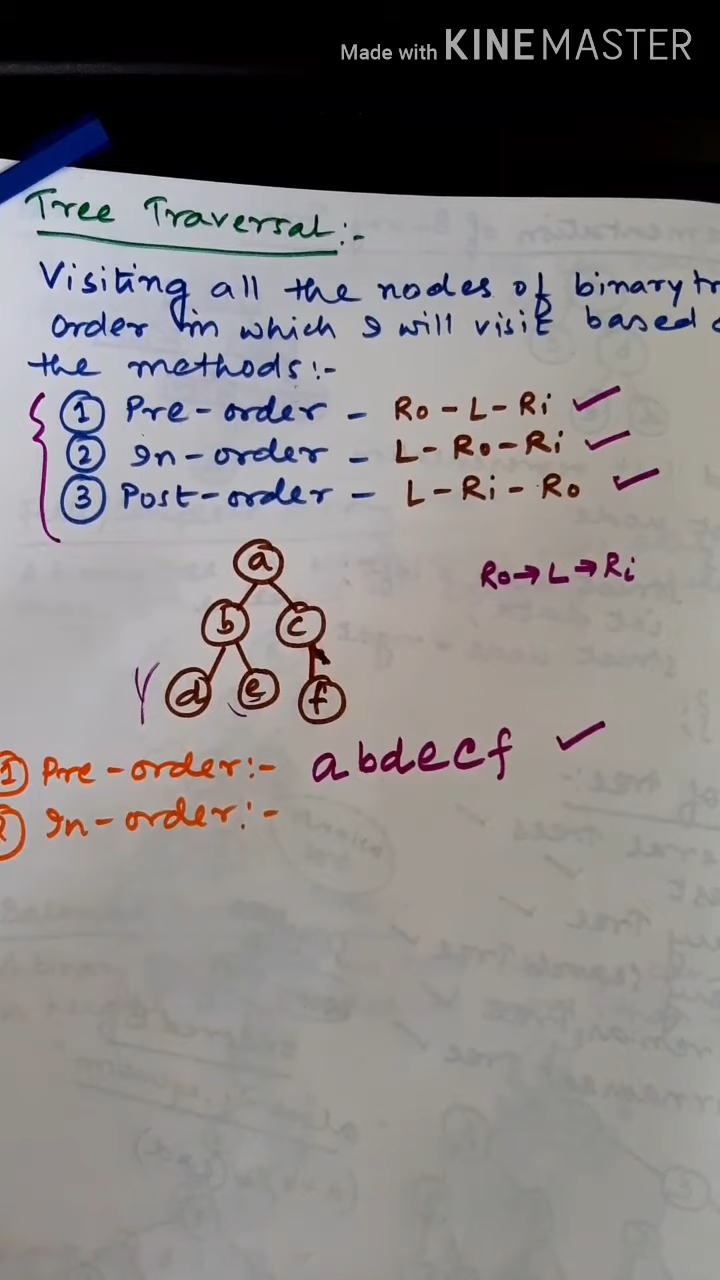 Made with KINEMASTER
Tree Traversal:-
Visiting all the nodes of binary tr
order in which I will visit based
the methods:-
① Pre-order - Ro - L - Ri ✓
② In-order - L - Ro - Ri ✓
③ Post-order - L - Ri - Ro ✓
a
Ro→L→Ri
b c
d e f
1) Pre-order:- abdecf ✓
In-order:-